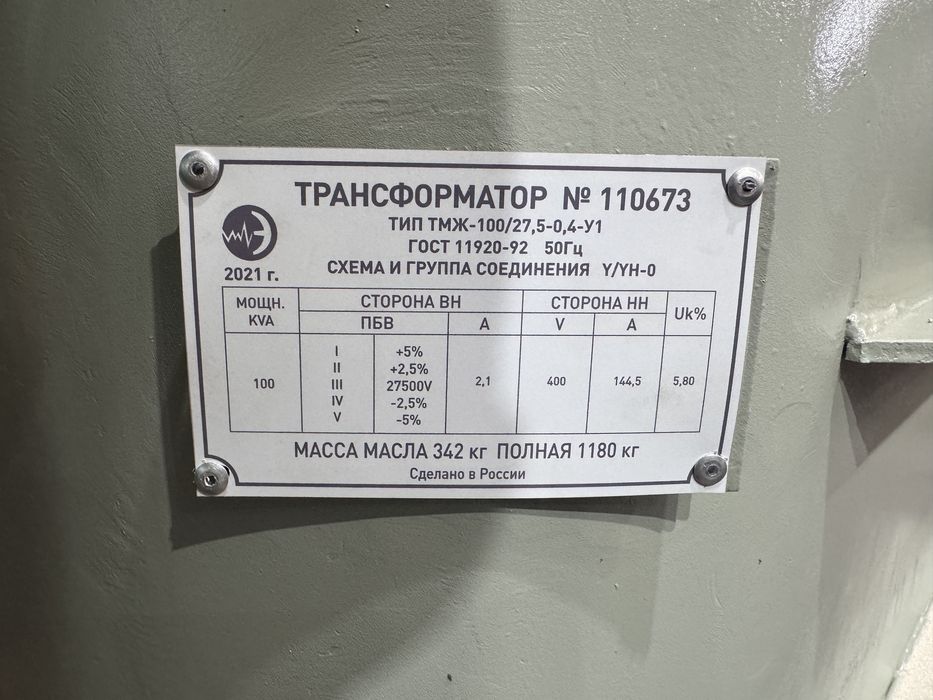 ТРАНСФОРМАТОР № 110673
ТИП ТМЖ-100/27,5-0,4-У1
ГОСТ 11920-92 50Гц
2021 г.
СХЕМА И ГРУППА СОЕДИНЕНИЯ Y/YН-0
МОЩН. KVA СТОРОНА ВН СТОРОНА НН Uk%
ПБВ А V А
I +5%
II +2,5%
100 III 27500V 2,1 400 144,5 5,80
IV -2,5%
V -5%
МАССА МАСЛА 342 кг ПОЛНАЯ 1180 кг
Сделано в России